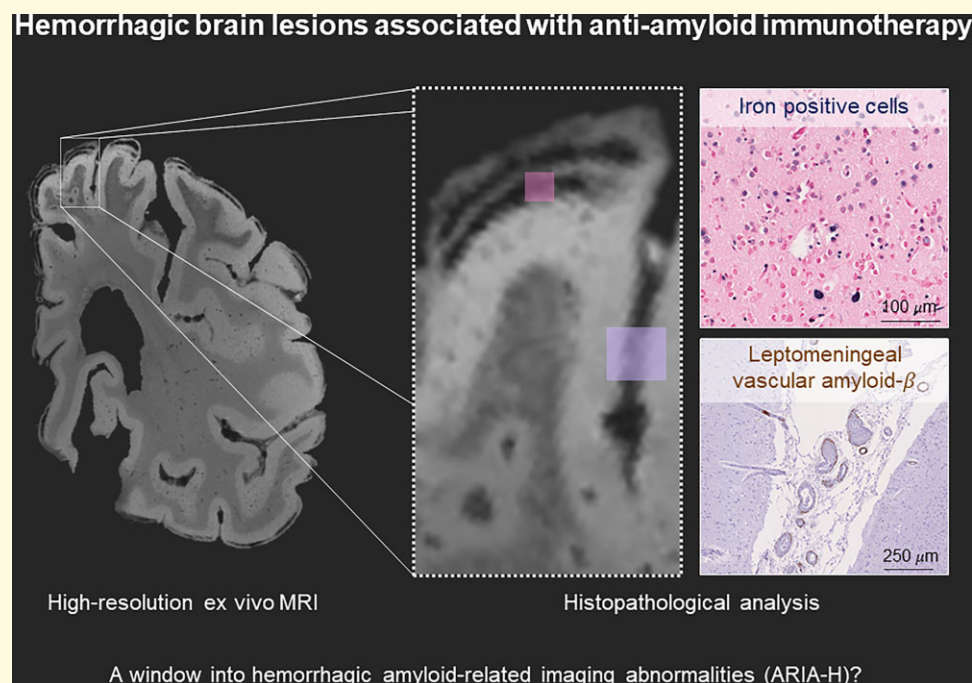 Hemorrhagic brain lesions associated with anti-amyloid immunotherapy
Iron positive cells
100 μm
Leptomeningeal
vascular amyloid-β
250 μm
High-resolution ex vivo MRI
Histopathological analysis
A window into hemorrhagic amyloid-related imaging abnormalities (ARIA-H)?